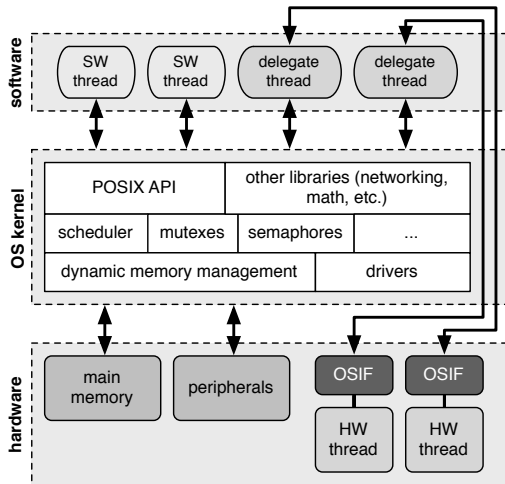 software
SW
thread
SW
thread
delegate
thread
delegate
thread
OS kernel
POSIX API
other libraries (networking,
math, etc.)
scheduler
mutexes
semaphores
...
dynamic memory management
drivers
hardware
main
memory
peripherals
OSIF
OSIF
HW
thread
HW
thread